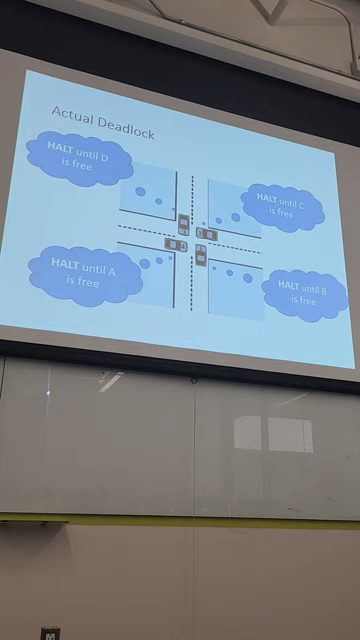 Actual Deadlock
HALT until D
is free
HALT until C
is free
HALT until A
is free
HALT until B
is free